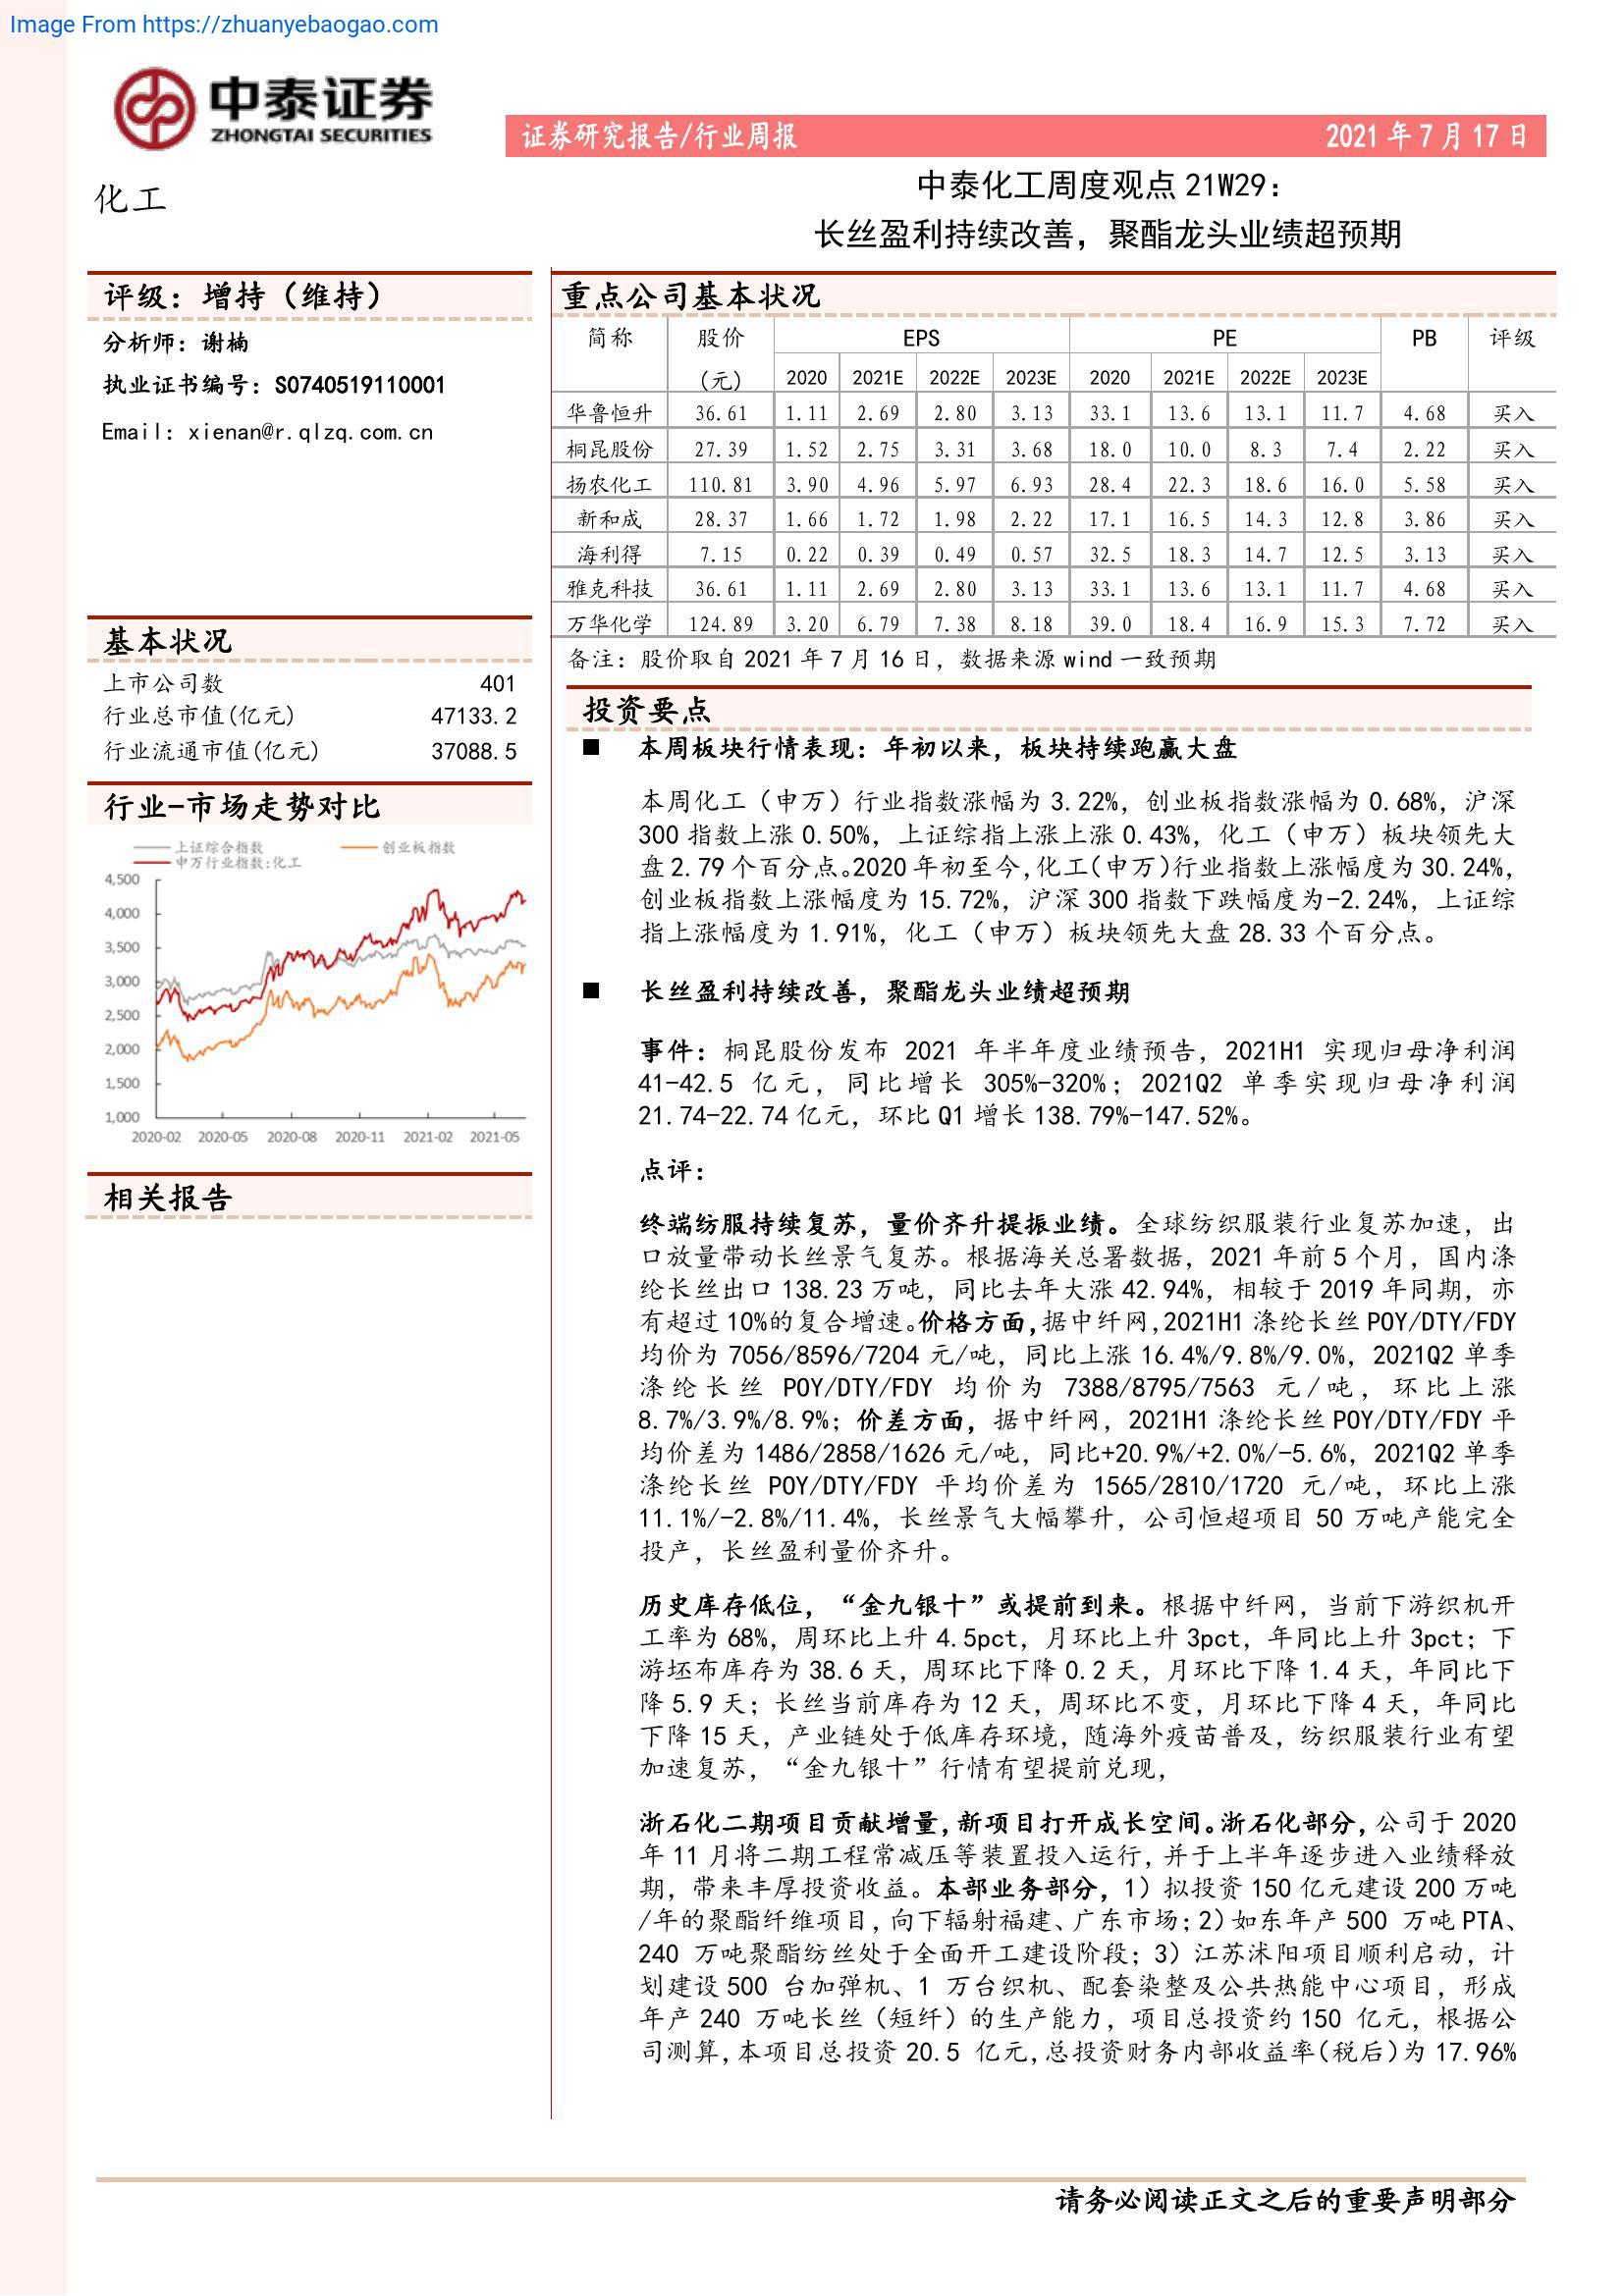 Image From https://zhuanyebaogao.com
中泰证券
ZHONGTAI SECURITIES
证券研究报告/行业周报 2021 年 7 月 17 日
化工
中泰化工周度观点 21W29：
长丝盈利持续改善，聚酯龙头业绩超预期
评级：增持（维持）
分析师：谢楠
执业证书编号：S0740519110001
Email：xienan@r.qlzq.com.cn
基本状况
上市公司数 401
行业总市值(亿元) 47133.2
行业流通市值(亿元) 37088.5
行业-市场走势对比
上证综合指数 创业板指数
申万行业指数:化工
4,500
4,000
3,500
3,000
2,500
2,000
1,500
1,000
2020-02 2020-05 2020-08 2020-11 2021-02 2021-05
相关报告
重点公司基本状况
简称 股价 EPS PE PB 评级
(元) 2020 2021E 2022E 2023E 2020 2021E 2022E 2023E
华鲁恒升 36.61 1.11 2.69 2.80 3.13 33.1 13.6 13.1 11.7 4.68 买入
桐昆股份 27.39 1.52 2.75 3.31 3.68 18.0 10.0 8.3 7.4 2.22 买入
扬农化工 110.81 3.90 4.96 5.97 6.93 28.4 22.3 18.6 16.0 5.58 买入
新和成 28.37 1.66 1.72 1.98 2.22 17.1 16.5 14.3 12.8 3.86 买入
海利得 7.15 0.22 0.39 0.49 0.57 32.5 18.3 14.7 12.5 3.13 买入
雅克科技 36.61 1.11 2.69 2.80 3.13 33.1 13.6 13.1 11.7 4.68 买入
万华化学 124.89 3.20 6.79 7.38 8.18 39.0 18.4 16.9 15.3 7.72 买入
备注：股价取自 2021 年 7 月 16 日，数据来源 wind 一致预期
投资要点
■ 本周板块行情表现：年初以来，板块持续跑赢大盘
本周化工（申万）行业指数涨幅为 3.22%，创业板指数涨幅为 0.68%，沪深
300 指数上涨 0.50%，上证综指上涨上涨 0.43%，化工（申万）板块领先大
盘 2.79 个百分点。2020 年初至今,化工(申万)行业指数上涨幅度为 30.24%,
创业板指数上涨幅度为 15.72%，沪深 300 指数下跌幅度为-2.24%，上证综
指上涨幅度为 1.91%，化工（申万）板块领先大盘 28.33 个百分点。
■ 长丝盈利持续改善，聚酯龙头业绩超预期
事件：桐昆股份发布 2021 年半年度业绩预告，2021H1 实现归母净利润
41-42.5 亿元，同比增长 305%-320%；2021Q2 单季实现归母净利润
21.74-22.74 亿元，环比 Q1 增长 138.79%-147.52%。
点评：
终端纺服持续复苏，量价齐升提振业绩。全球纺织服装行业复苏加速，出
口放量带动长丝景气复苏。根据海关总署数据，2021 年前 5 个月，国内涤
纶长丝出口 138.23 万吨，同比去年大涨 42.94%，相较于 2019 年同期，亦
有超过 10%的复合增速。价格方面,据中纤网,2021H1 涤纶长丝 POY/DTY/FDY
均价为 7056/8596/7204 元/吨，同比上涨 16.4%/9.8%/9.0%，2021Q2 单季
涤纶长丝 POY/DTY/FDY 均价为 7388/8795/7563 元/吨，环比上涨
8.7%/3.9%/8.9%；价差方面，据中纤网，2021H1 涤纶长丝 POY/DTY/FDY 平
均价差为 1486/2858/1626 元/吨，同比+20.9%/+2.0%/-5.6%，2021Q2 单季
涤纶长丝 POY/DTY/FDY 平均价差为 1565/2810/1720 元/吨，环比上涨
11.1%/-2.8%/11.4%，长丝景气大幅攀升，公司恒超项目 50 万吨产能完全
投产，长丝盈利量价齐升。
历史库存低位，“金九银十”或提前到来。根据中纤网，当前下游织机开
工率为 68%，周环比上升 4.5pct，月环比上升 3pct，年同比上升 3pct；下
游坯布库存为 38.6 天，周环比下降 0.2 天，月环比下降 1.4 天，年同比下
降 5.9 天；长丝当前库存为 12 天，周环比不变，月环比下降 4 天，年同比
下降 15 天，产业链处于低库存环境，随海外疫苗普及，纺织服装行业有望
加速复苏，“金九银十”行情有望提前兑现，
浙石化二期项目贡献增量,新项目打开成长空间。浙石化部分，公司于 2020
年 11 月将二期工程常减压等装置投入运行，并于上半年逐步进入业绩释放
期，带来丰厚投资收益。本部业务部分，1）拟投资 150 亿元建设 200 万吨
/年的聚酯纤维项目，向下辐射福建、广东市场；2）如东年产 500 万吨 PTA、
240 万吨聚酯纺丝处于全面开工建设阶段；3）江苏沭阳项目顺利启动，计
划建设 500 台加弹机、1 万台织机、配套染整及公共热能中心项目，形成
年产 240 万吨长丝（短纤）的生产能力，项目总投资约 150 亿元，根据公
司测算,本项目总投资 20.5 亿元,总投资财务内部收益率(税后)为 17.96%
请务必阅读正文之后的重要声明部分